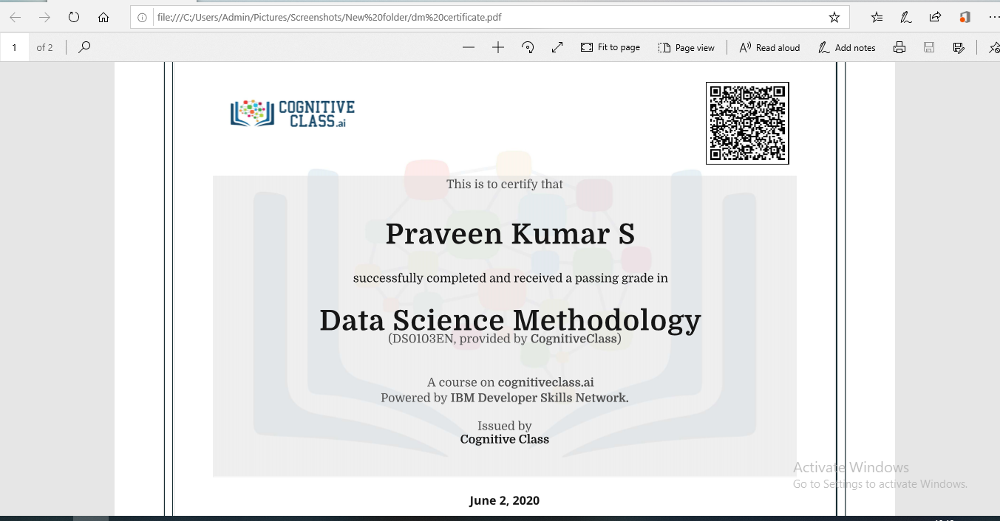 file:///C:/Users/Admin/Pictures/Screenshots/New%20folder/dm%20certificate.pdf
1 of 2 Fit to page Page view Read aloud Add notes
COGNITIVE
CLASS.ai
This is to certify that
Praveen Kumar S
successfully completed and received a passing grade in
Data Science Methodology
(DS0103EN, provided by CognitiveClass)
A course on cognitiveclass.ai
Powered by IBM Developer Skills Network.
Issued by
Cognitive Class
Activate Windows
Go to Settings to activate Windows.
June 2, 2020